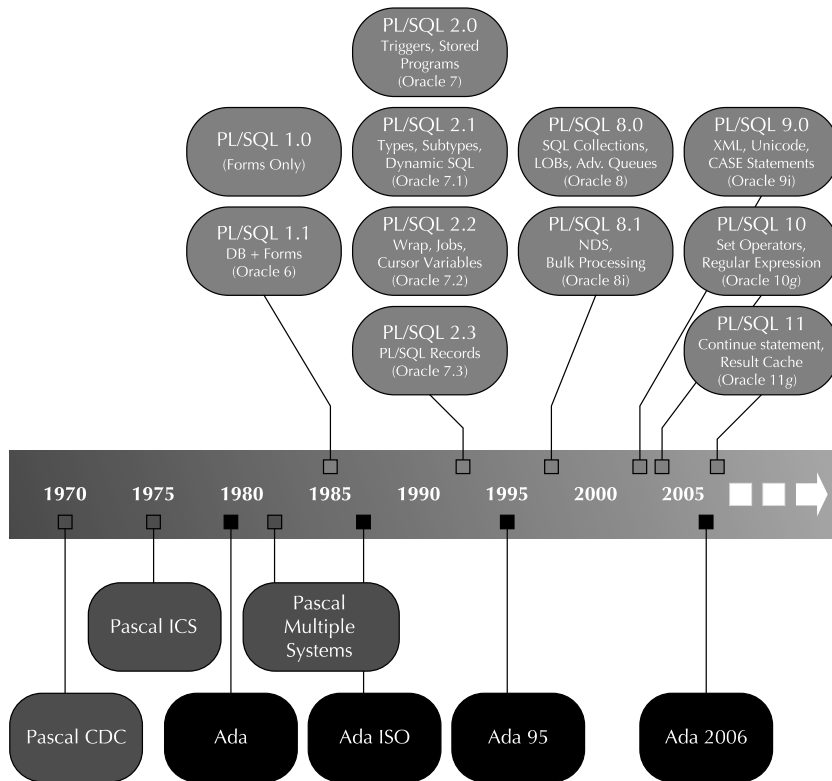 PL/SQL 2.0
Triggers, Stored
Programs
(Oracle 7)
PL/SQL 1.0
(Forms Only)
PL/SQL 2.1
Types, Subtypes,
Dynamic SQL
(Oracle 7.1)
PL/SQL 8.0
SQL Collections,
LOBs, Adv. Queues
(Oracle 8)
PL/SQL 9.0
XML, Unicode,
CASE Statements
(Oracle 9i)
PL/SQL 1.1
DB + Forms
(Oracle 6)
PL/SQL 2.2
Wrap, Jobs,
Cursor Variables
(Oracle 7.2)
PL/SQL 8.1
NDS,
Bulk Processing
(Oracle 8i)
PL/SQL 10
Set Operators,
Regular Expression
(Oracle 10g)
PL/SQL 2.3
PL/SQL Records
(Oracle 7.3)
PL/SQL 11
Continue statement,
Result Cache
(Oracle 11g)
1970 1975 1980 1985 1990 1995 2000 2005
Pascal ICS
Pascal
Multiple
Systems
Pascal CDC
Ada
Ada ISO
Ada 95
Ada 2006